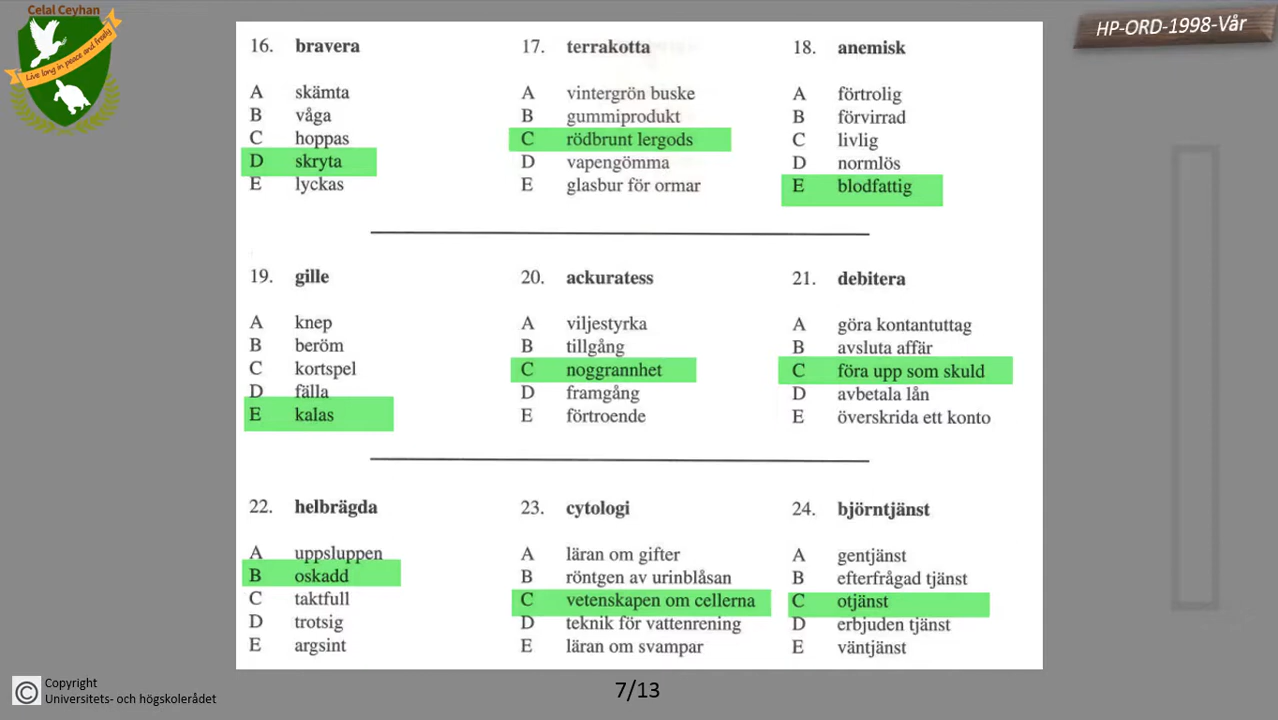 Celal Ceyhan
Live long in peace and freely
HP-ORD-1998-Vår
16. bravera
A skämta
B våga
C hoppas
D skryta
E lyckas
17. terrakotta
A vintergrön buske
B gummiprodukt
C rödbrunt lergods
D vapengömma
E glasbur för ormar
18. anemisk
A förtrolig
B förvirrad
C livlig
D normlös
E blodfattig
19. gille
A knep
B beröm
C kortspel
D fälla
E kalas
20. ackuratess
A viljestyrka
B tillgång
C noggrannhet
D framgång
E förtroende
21. debitera
A göra kontantuttag
B avsluta affär
C föra upp som skuld
D avbetala lån
E överskrida ett konto
22. helbrägda
A uppsluppen
B oskadd
C taktfull
D trotsig
E argsint
23. cytologi
A läran om gifter
B röntgen av urinblåsan
C vetenskapen om cellerna
D teknik för vattenrening
E läran om svampar
24. björntjänst
A gentjänst
B efterfrågad tjänst
C otjänst
D erbjuden tjänst
E väntjänst
© Copyright
Universitets- och högskolerådet
7/13